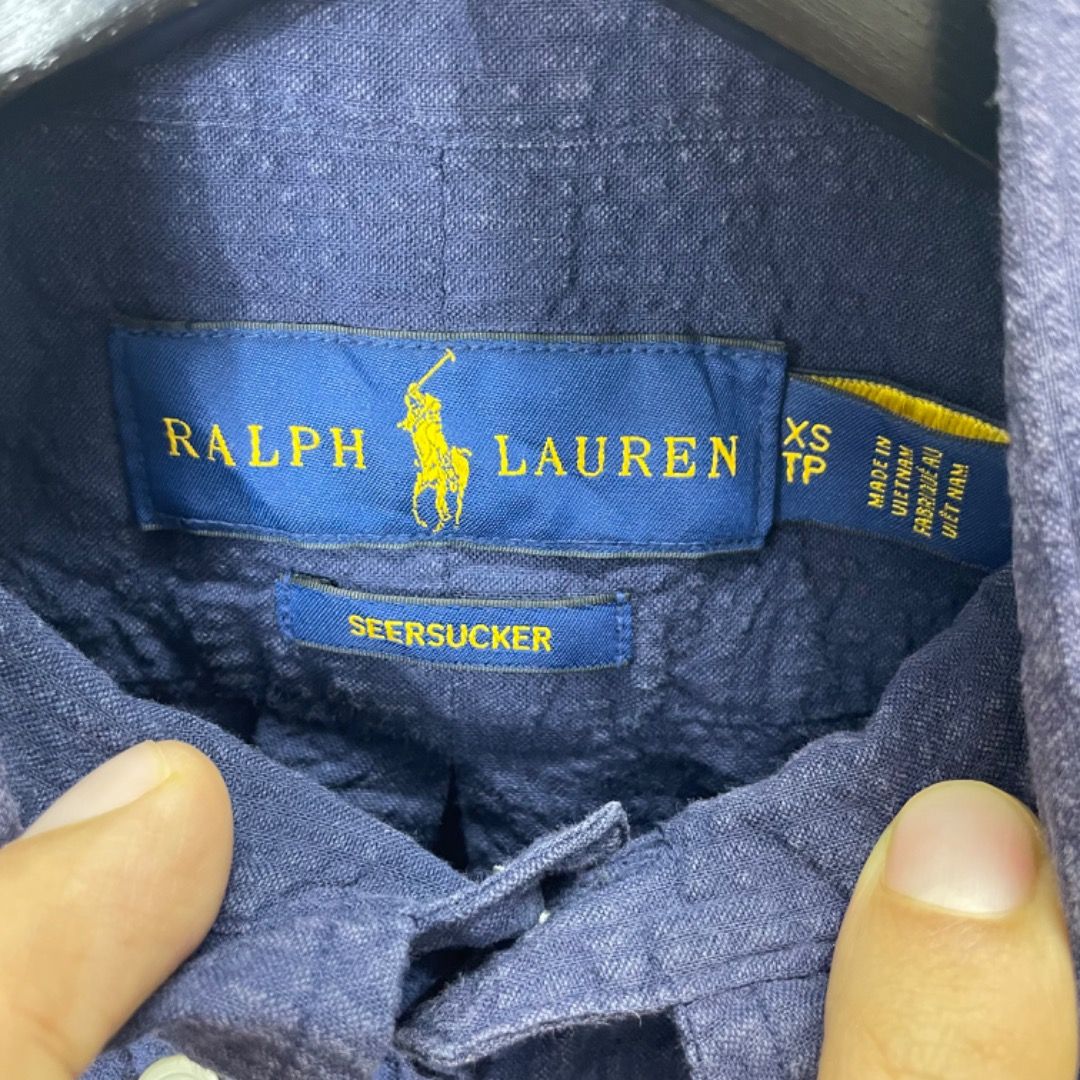 RALPH LAUREN
XS
TP
MADE IN
VIETNAM
FABRIQUÉ AU
VIÊT NAM
SEERSUCKER